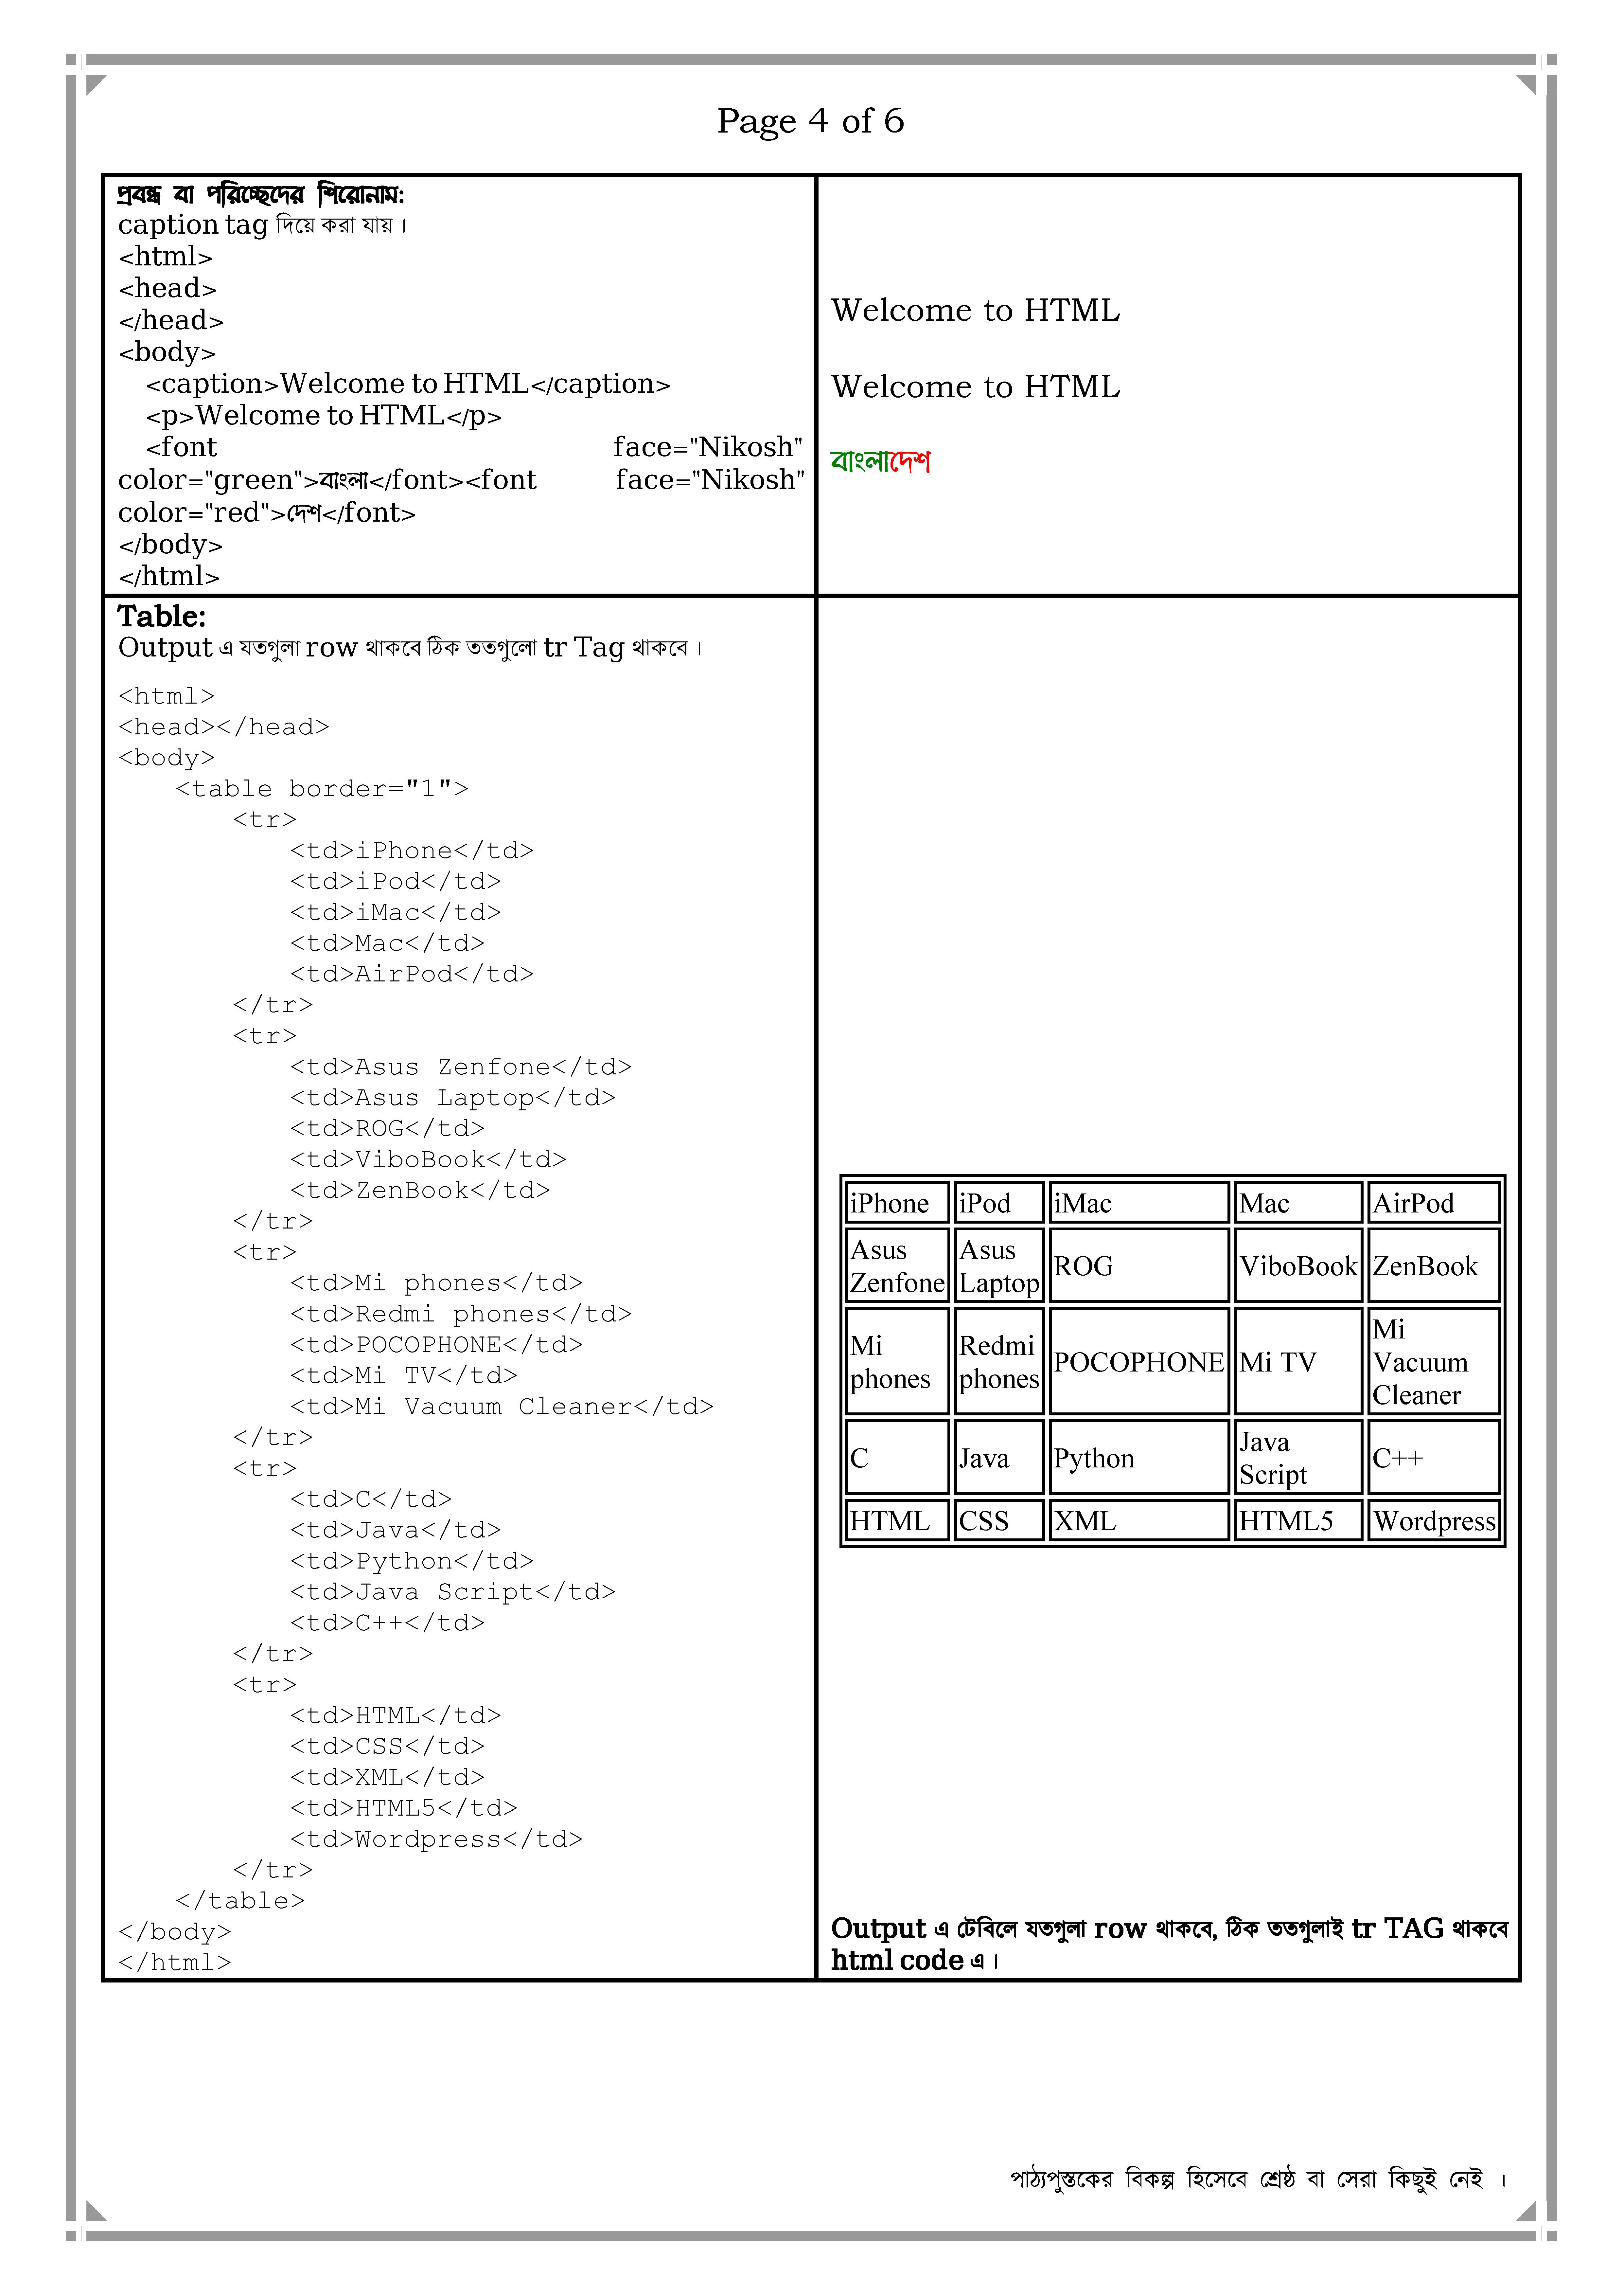 Page 4 of 6
প্রবন্ধ বা পরিচ্ছেদের শিরোনাম:
caption tag দিয়ে করা যায়।
<html>
<head>
</head>
<body>
<caption>Welcome to HTML</caption>
<p>Welcome to HTML</p>
<font face="Nikosh"
color="green">বাংলা</font><font face="Nikosh"
color="red">দেশ</font>
</body>
</html>
Welcome to HTML
Welcome to HTML
বাংলাদেশ
Table:
Output এ যতগুলা row থাকবে ঠিক ততগুলো tr Tag থাকবে।
<html>
<head></head>
<body>
<table border="1">
<tr>
<td>iPhone</td>
<td>iPod</td>
<td>iMac</td>
<td>Mac</td>
<td>AirPod</td>
</tr>
<tr>
<td>Asus Zenfone</td>
<td>Asus Laptop</td>
<td>ROG</td>
<td>ViboBook</td>
<td>ZenBook</td>
</tr>
<tr>
<td>Mi phones</td>
<td>Redmi phones</td>
<td>POCOPHONE</td>
<td>Mi TV</td>
<td>Mi Vacuum Cleaner</td>
</tr>
<tr>
<td>C</td>
<td>Java</td>
<td>Python</td>
<td>Java Script</td>
<td>C++</td>
</tr>
<tr>
<td>HTML</td>
<td>CSS</td>
<td>XML</td>
<td>HTML5</td>
<td>Wordpress</td>
</tr>
</table>
</body>
</html>
iPhone iPod iMac Mac AirPod
Asus Zenfone Asus Laptop ROG ViboBook ZenBook
Mi phones Redmi phones POCOPHONE Mi TV Mi Vacuum Cleaner
C Java Python Java Script C++
HTML CSS XML HTML5 Wordpress
Output এ টেবিলে যতগুলা row থাকবে, ঠিক ততগুলাই tr TAG থাকবে
html code এ।
পাঠ্যপুস্তকের বিকল্প হিসেবে শ্রেষ্ঠ বা সেরা কিছুই নেই ।